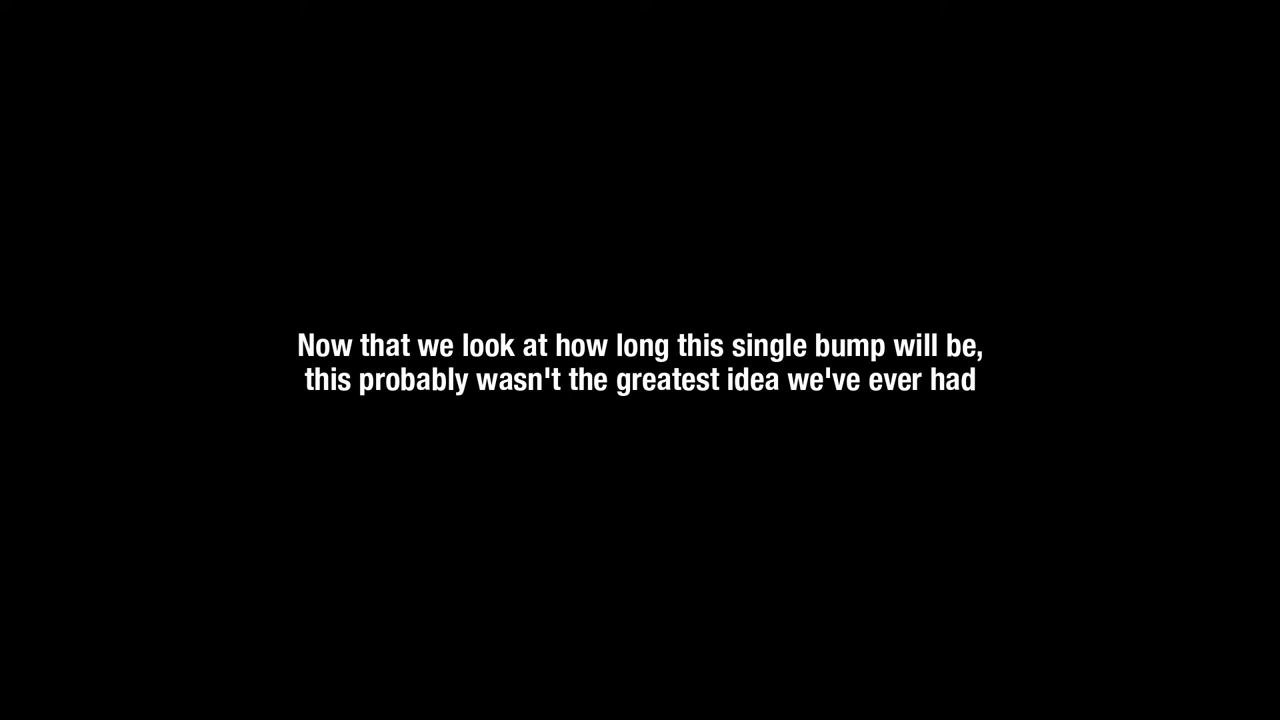 Now that we look at how long this single bump will be,
this probably wasn't the greatest idea we've ever had